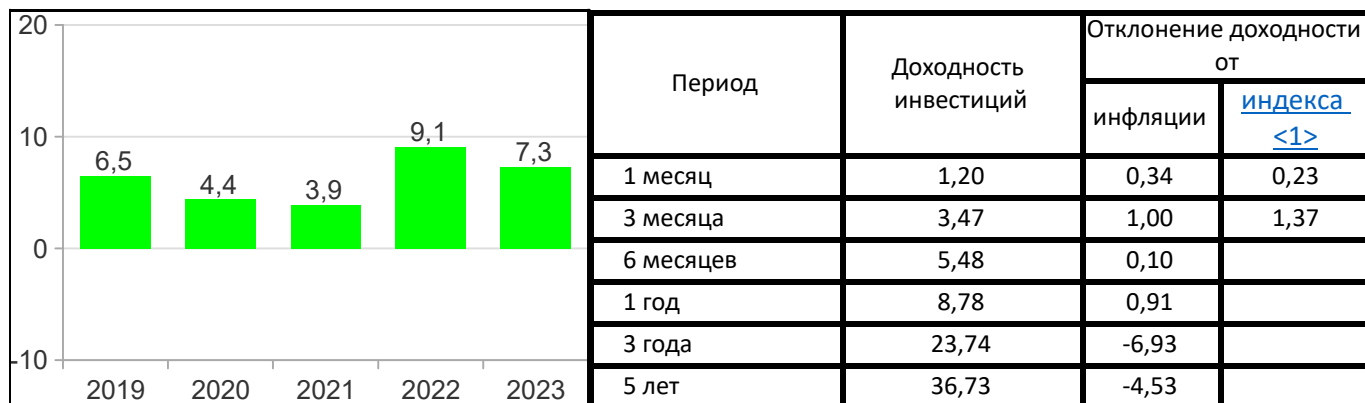 20
10
0
-10
6,5
4,4
3,9
9,1
7,3
2019 2020 2021 2022 2023
Период
Доходность
инвестиций
Отклонение доходности
от
инфляции
индекса
<1>
1 месяц 1,20 0,34 0,23
3 месяца 3,47 1,00 1,37
6 месяцев 5,48 0,10
1 год 8,78 0,91
3 года 23,74 -6,93
5 лет 36,73 -4,53